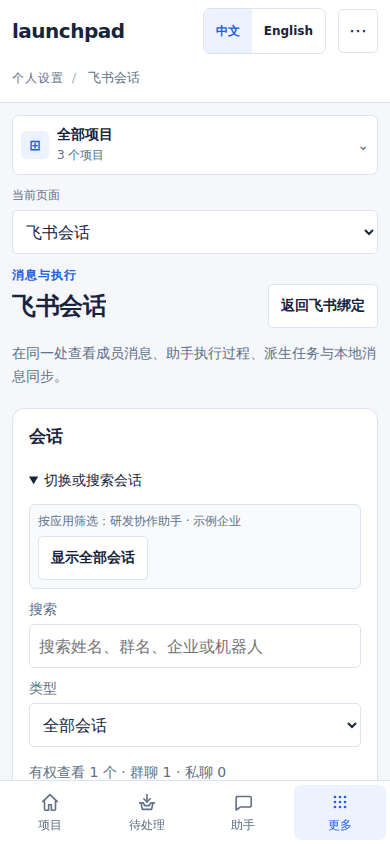 launchpad
中文
English
个人设置 / 飞书会话
全部项目
3 个项目
当前页面
飞书会话
消息与执行
飞书会话
返回飞书绑定
在同一处查看成员消息、助手执行过程、派生任务与本地消
息同步。
会话
切换或搜索会话
按应用筛选：研发协作助手 · 示例企业
显示全部会话
搜索
搜索姓名、群名、企业或机器人
类型
全部会话
有权查看 1 个 · 群聊 1 · 私聊 0
项目
待处理
助手
更多